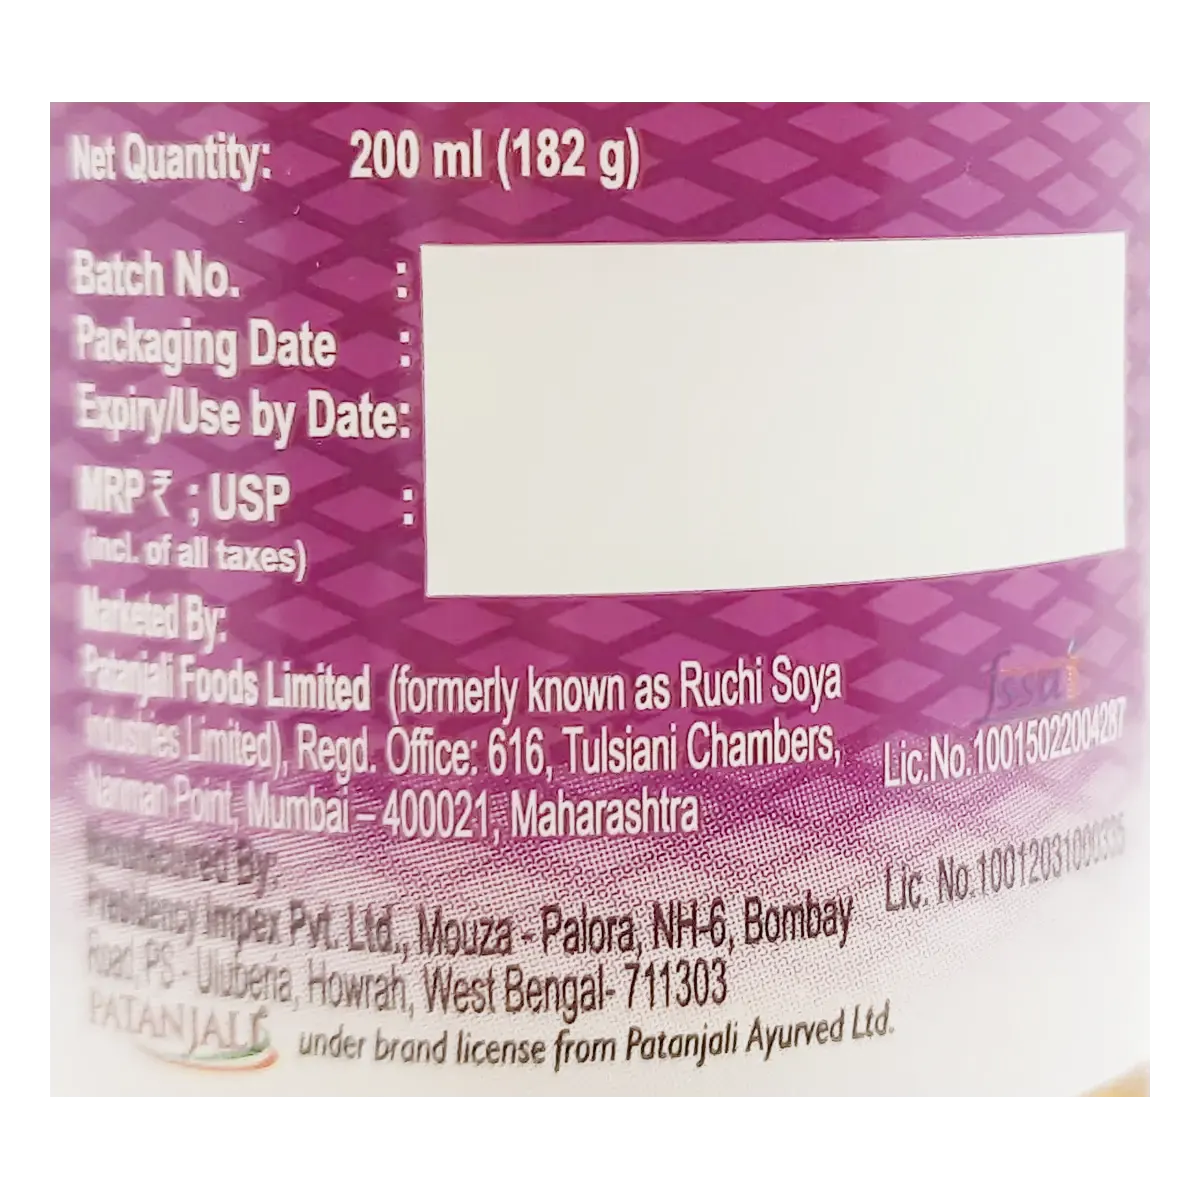 Net Quantity: 200 ml (182 g)
Batch No. :
Packaging Date :
Expiry/Use by Date:
MRP ₹ ; USP :
(incl. of all taxes)
Marketed By:
Patanjali Foods Limited (formerly known as Ruchi Soya
Industries Limited), Regd. Office: 616, Tulsiani Chambers,
Nariman Point, Mumbai – 400021, Maharashtra
fssai
Lic.No.10015022004287
Manufactured By:
Presidency Impex Pvt. Ltd., Mouza - Palora, NH-6, Bombay
Road, PS - Uluberia, Howrah, West Bengal- 711303
Lic. No.10012031000335
PATANJALI
under brand license from Patanjali Ayurved Ltd.